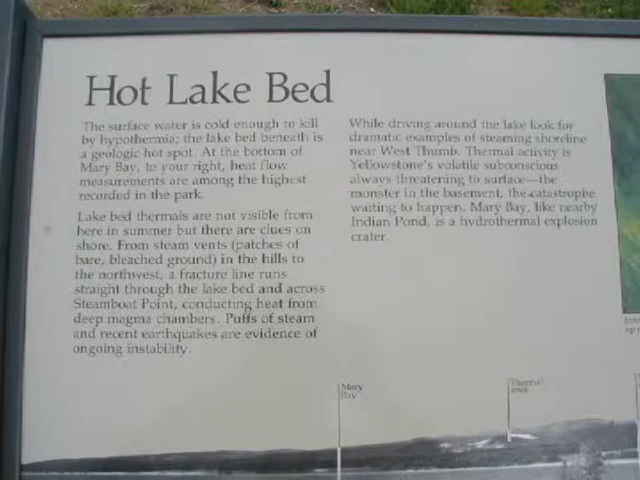 Hot Lake Bed
The surface water is cold enough to kill
by hypothermia; the lake bed beneath is
a geologic hot spot. At the bottom of
Mary Bay, to your right, heat flow
measurements are among the highest
recorded in the park.
Lake bed thermals are not visible from
here in summer but there are clues on
shore. From steam vents (patches of
bare, bleached ground) in the hills to
the northwest, a fracture line runs
straight through the lake bed and across
Steamboat Point, conducting heat from
deep magma chambers. Puffs of steam
and recent earthquakes are evidence of
ongoing instability.
While driving around the lake look for
dramatic examples of steaming shoreline
near West Thumb. Thermal activity is
Yellowstone's volatile subconscious
always threatening to surface—the
monster in the basement, the catastrophe
waiting to happen. Mary Bay, like nearby
Indian Pond, is a hydrothermal explosion
crater.
Mary
Bay
Thermal
area